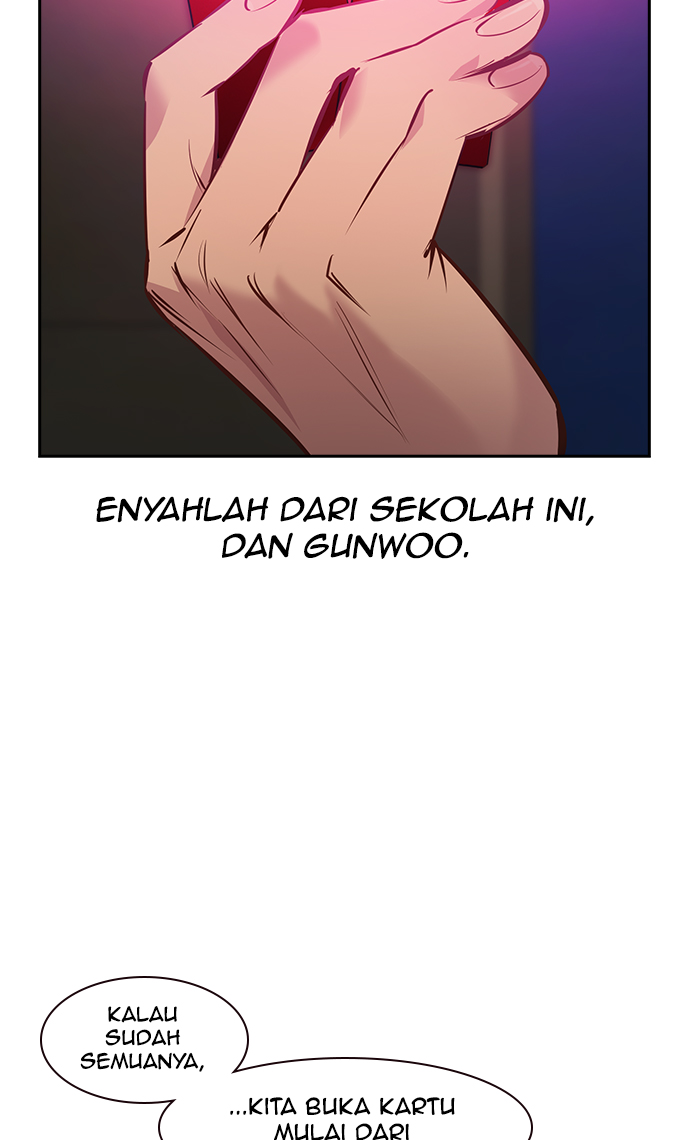 ENYAHLAH DARI SEKOLAH INI,
DAN GUNWOO.
KALAU
SUDAH
SEMUANYA,
...KITA BUKA KARTU
MULAI DARI